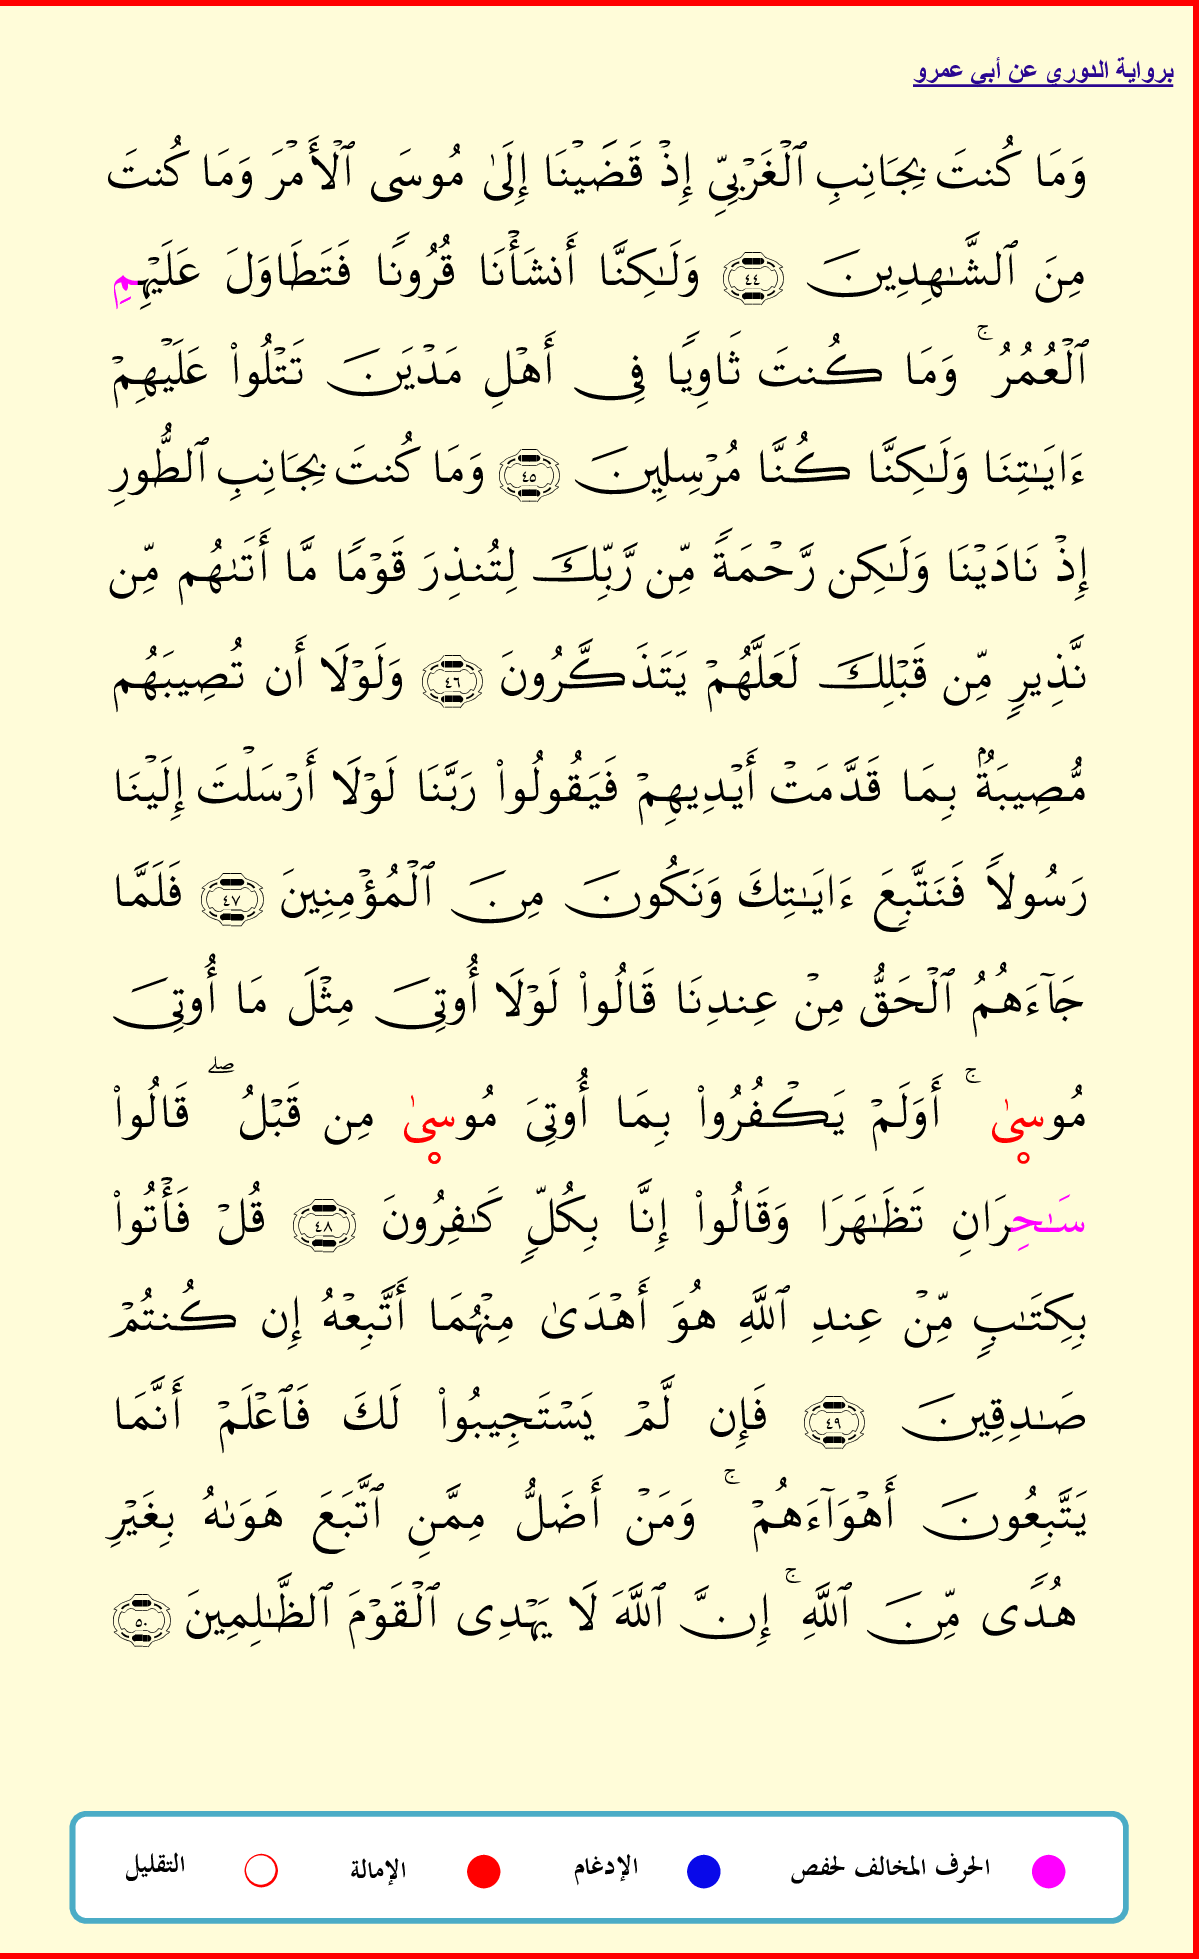 برواية الدوري عن أبي عمرو
وَمَا كُنتَ بِجَانِبِ ٱلْغَرْبِيِّ إِذْ قَضَيْنَا إِلَىٰ مُوسَى ٱلْأَمْرَ وَمَا كُنتَ
مِنَ ٱلشَّـٰهِدِينَ ٤٤ وَلَـٰكِنَّا أَنشَأْنَا قُرُونًا فَتَطَاوَلَ عَلَيْهِمِ
ٱلْعُمُرُ ۚ وَمَا كُنتَ ثَاوِيًا فِى أَهْلِ مَدْيَنَ تَتْلُوا۟ عَلَيْهِمْ
ءَايَـٰتِنَا وَلَـٰكِنَّا كُنَّا مُرْسِلِينَ ٤٥ وَمَا كُنتَ بِجَانِبِ ٱلطُّورِ
إِذْ نَادَيْنَا وَلَـٰكِن رَّحْمَةً مِّن رَّبِّكَ لِتُنذِرَ قَوْمًا مَّا أَتَىٰهُم مِّن
نَّذِيرٍ مِّن قَبْلِكَ لَعَلَّهُمْ يَتَذَكَّرُونَ ٤٦ وَلَوْلَا أَن تُصِيبَهُم
مُّصِيبَةٌۢ بِمَا قَدَّمَتْ أَيْدِيهِمْ فَيَقُولُوا۟ رَبَّنَا لَوْلَا أَرْسَلْتَ إِلَيْنَا
رَسُولًا فَنَتَّبِعَ ءَايَـٰتِكَ وَنَكُونَ مِنَ ٱلْمُؤْمِنِينَ ٤٧ فَلَمَّا
جَآءَهُمُ ٱلْحَقُّ مِنْ عِندِنَا قَالُوا۟ لَوْلَا أُوتِىَ مِثْلَ مَا أُوتِىَ
مُوسىٰ ۚ أَوَلَمْ يَكْفُرُوا۟ بِمَا أُوتِىَ مُوسىٰ مِن قَبْلُ ۖ قَالُوا۟
سَـٰحِرَانِ تَظَـٰهَرَا وَقَالُوا۟ إِنَّا بِكُلٍّ كَـٰفِرُونَ ٤٨ قُلْ فَأْتُوا۟
بِكِتَـٰبٍ مِّنْ عِندِ ٱللَّهِ هُوَ أَهْدَىٰ مِنْهُمَا أَتَّبِعْهُ إِن كُنتُمْ
صَـٰدِقِينَ ٤٩ فَإِن لَّمْ يَسْتَجِيبُوا۟ لَكَ فَٱعْلَمْ أَنَّمَا
يَتَّبِعُونَ أَهْوَآءَهُمْ ۚ وَمَنْ أَضَلُّ مِمَّنِ ٱتَّبَعَ هَوَىٰهُ بِغَيْرِ
هُدًى مِّنَ ٱللَّهِ ۚ إِنَّ ٱللَّهَ لَا يَهْدِى ٱلْقَوْمَ ٱلظَّـٰلِمِينَ ٥٠
الحرف المخالف لحفص الإدغام الإمالة التقليل